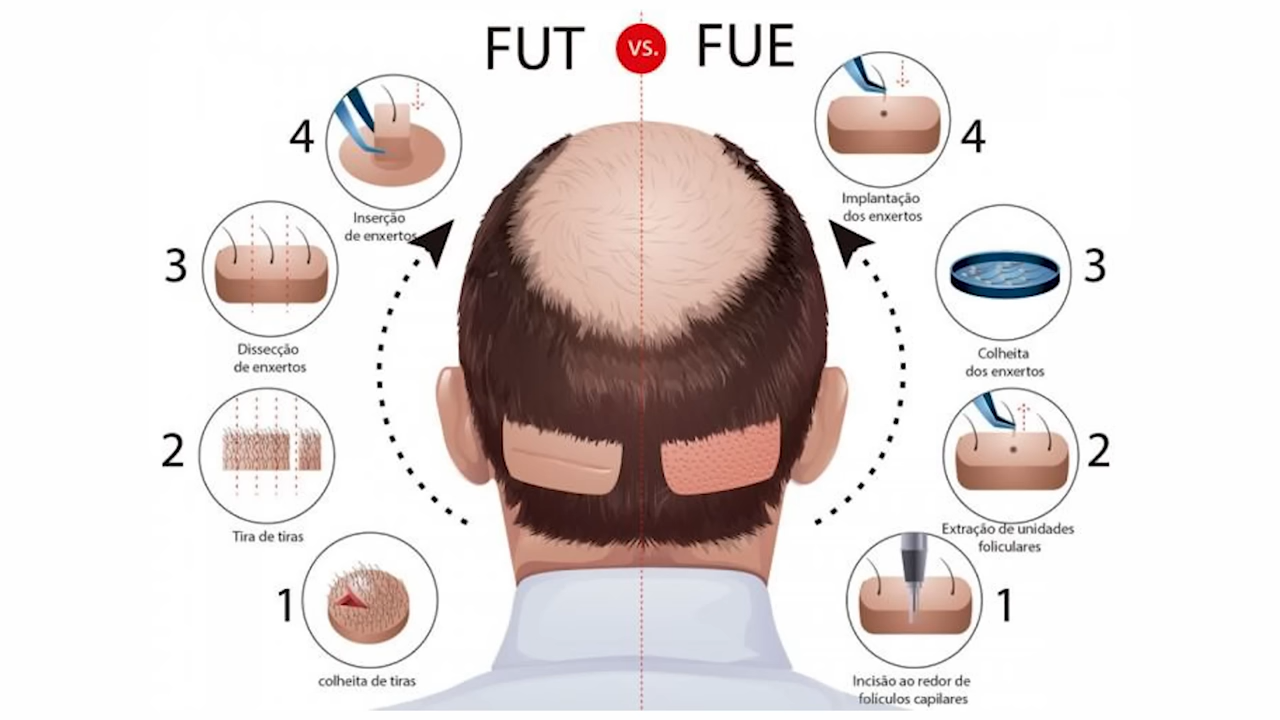 FUT vs. FUE
4
Inserção
de enxertos
3
Dissecção
de enxertos
2
Tira de tiras
1
colheita de tiras
4
Implantação
dos enxertos
3
Colheita
dos enxertos
2
Extração de unidades
foliculares
1
Incisão ao redor de
folículos capilares